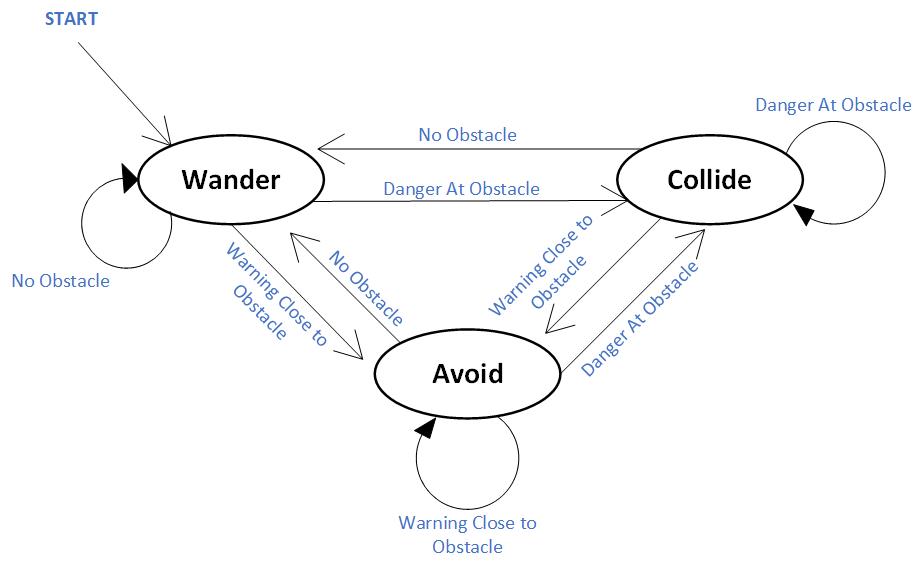 START
Danger At Obstacle
No Obstacle
Wander
Collide
Danger At Obstacle
No Obstacle
Warning Close to
Obstacle
No Obstacle
Warning Close to
Obstacle
Danger At Obstacle
Avoid
Warning Close to
Obstacle